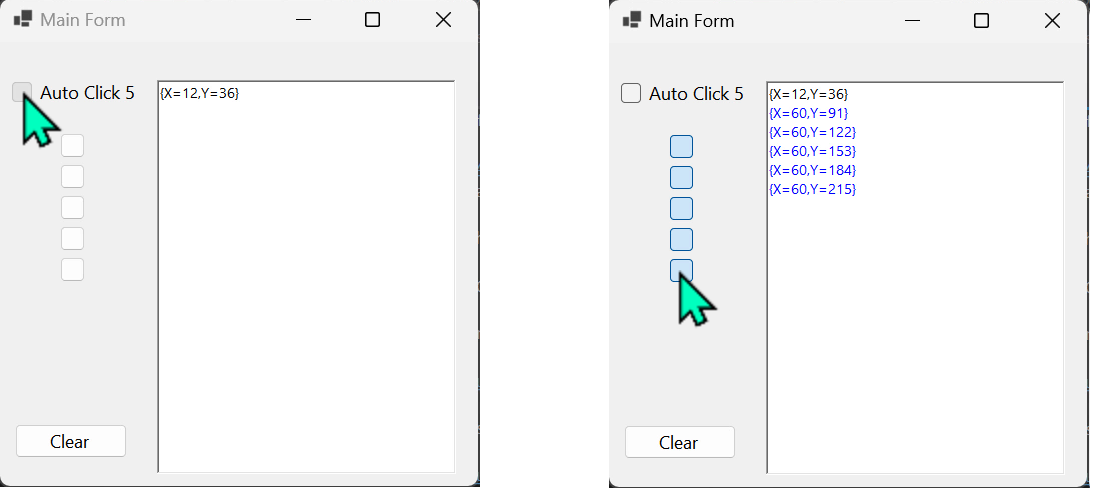 Main Form
Auto Click 5
{X=12,Y=36}
Clear
Main Form
Auto Click 5
{X=12,Y=36}
{X=60,Y=91}
{X=60,Y=122}
{X=60,Y=153}
{X=60,Y=184}
{X=60,Y=215}
Clear